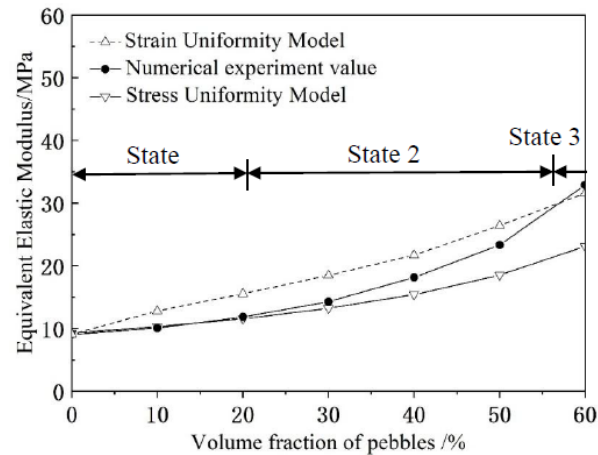 60
50
40
30
20
10
0
Equivalent Elastic Modulus/MPa
Strain Uniformity Model
Numerical experiment value
Stress Uniformity Model
State
State 2
State 3
0 10 20 30 40 50 60
Volume fraction of pebbles /%